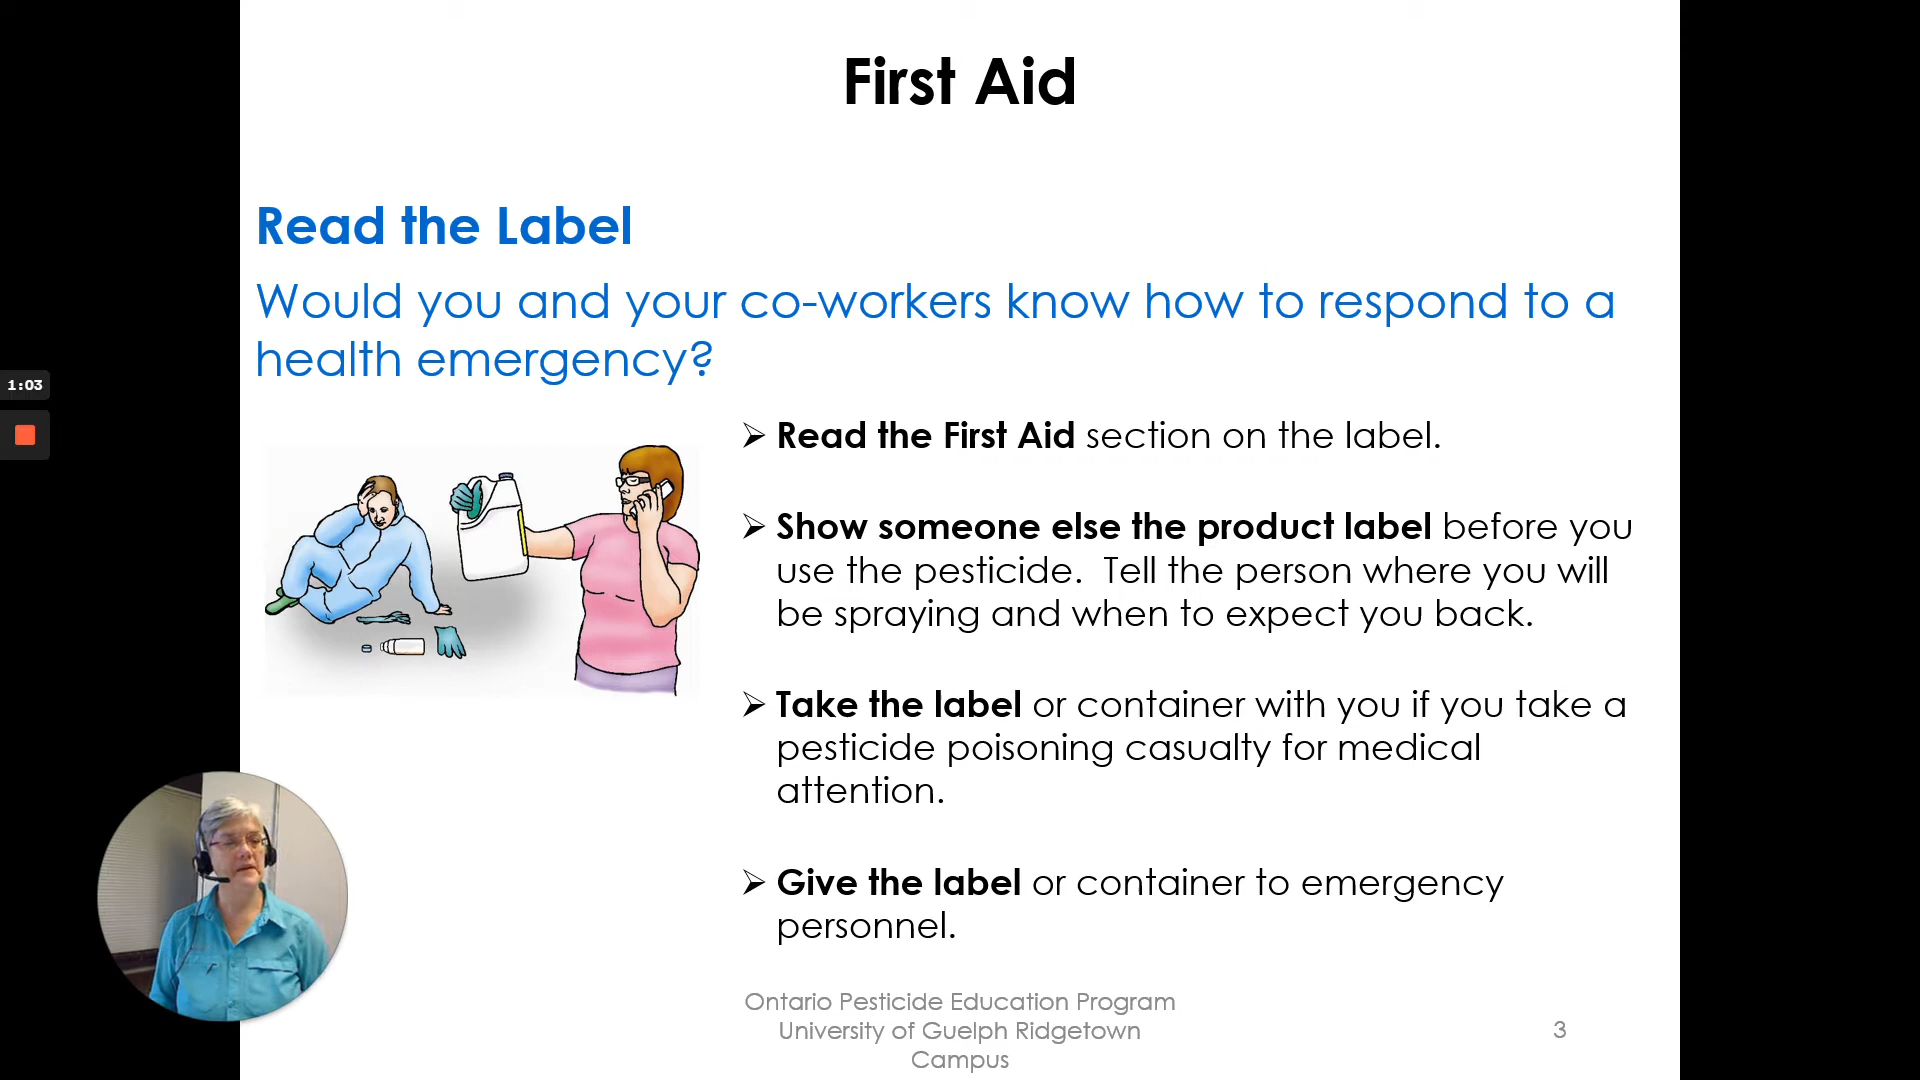 First Aid
Read the Label
Would you and your co-workers know how to respond to a
health emergency?
1:03
➢ Read the First Aid section on the label.
➢ Show someone else the product label before you
use the pesticide.  Tell the person where you will
be spraying and when to expect you back.
➢ Take the label or container with you if you take a
pesticide poisoning casualty for medical
attention.
➢ Give the label or container to emergency
personnel.
Ontario Pesticide Education Program
University of Guelph Ridgetown
Campus
3